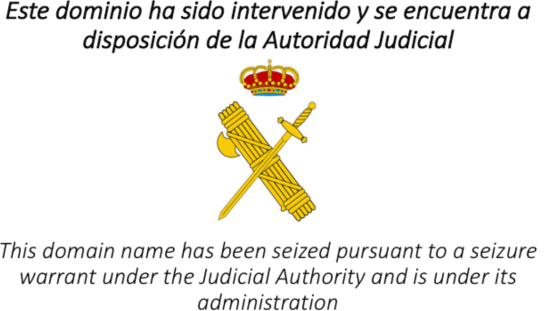 Este dominio ha sido intervenido y se encuentra a
disposición de la Autoridad Judicial
This domain name has been seized pursuant to a seizure
warrant under the Judicial Authority and is under its
administration